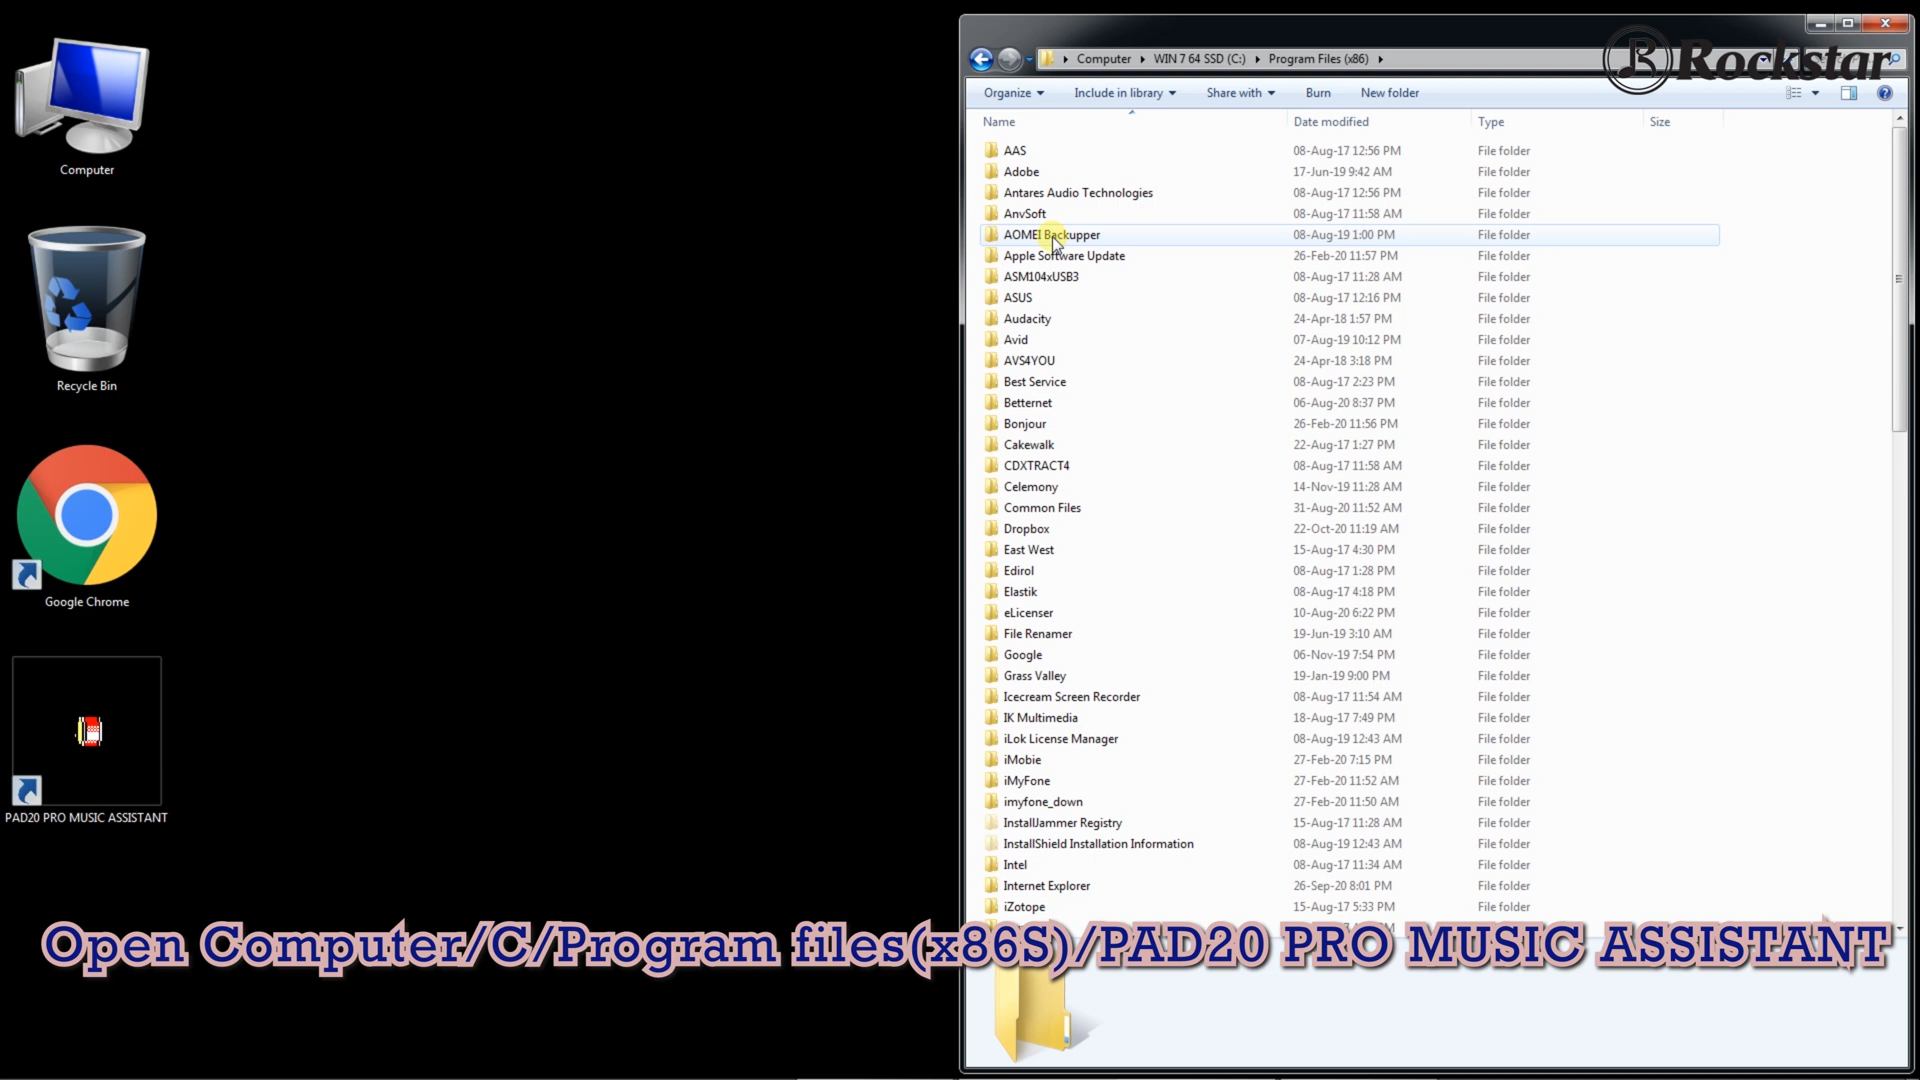 Computer
Recycle Bin
Google Chrome
PAD20 PRO MUSIC ASSISTANT
Computer WIN 7 64 SSD (C:) Program Files (x86)
Rockstar
Organize Include in library Share with Burn New folder
Name Date modified Type Size
AAS 08-Aug-17 12:56 PM File folder
Adobe 17-Jun-19 9:42 AM File folder
Antares Audio Technologies 08-Aug-17 12:56 PM File folder
AnvSoft 08-Aug-17 11:58 AM File folder
AOMEI Backupper 08-Aug-19 1:00 PM File folder
Apple Software Update 26-Feb-20 11:57 PM File folder
ASM104xUSB3 08-Aug-17 11:28 AM File folder
ASUS 08-Aug-17 12:16 PM File folder
Audacity 24-Apr-18 1:57 PM File folder
Avid 07-Aug-19 10:12 PM File folder
AVS4YOU 24-Apr-18 3:18 PM File folder
Best Service 08-Aug-17 2:23 PM File folder
Betternet 06-Aug-20 8:37 PM File folder
Bonjour 26-Feb-20 11:56 PM File folder
Cakewalk 22-Aug-17 1:27 PM File folder
CDXTRACT4 08-Aug-17 11:58 AM File folder
Celemony 14-Nov-19 11:28 AM File folder
Common Files 31-Aug-20 11:52 AM File folder
Dropbox 22-Oct-20 11:19 AM File folder
East West 15-Aug-17 4:30 PM File folder
Edirol 08-Aug-17 1:28 PM File folder
Elastik 08-Aug-17 4:18 PM File folder
eLicenser 10-Aug-20 6:22 PM File folder
File Renamer 19-Jun-19 3:10 AM File folder
Google 06-Nov-19 7:54 PM File folder
Grass Valley 19-Jan-19 9:00 PM File folder
Icecream Screen Recorder 08-Aug-17 11:54 AM File folder
IK Multimedia 18-Aug-17 7:49 PM File folder
iLok License Manager 08-Aug-19 12:43 AM File folder
iMobie 27-Feb-20 7:15 PM File folder
iMyFone 27-Feb-20 11:52 AM File folder
imyfone_down 27-Feb-20 11:50 AM File folder
InstallJammer Registry 15-Aug-17 11:28 AM File folder
InstallShield Installation Information 08-Aug-19 12:43 AM File folder
Intel 08-Aug-17 11:34 AM File folder
Internet Explorer 26-Sep-20 8:01 PM File folder
iZotope 15-Aug-17 5:33 PM File folder
Open Computer/C/Program files(x86S)/PAD20 PRO MUSIC ASSISTANT